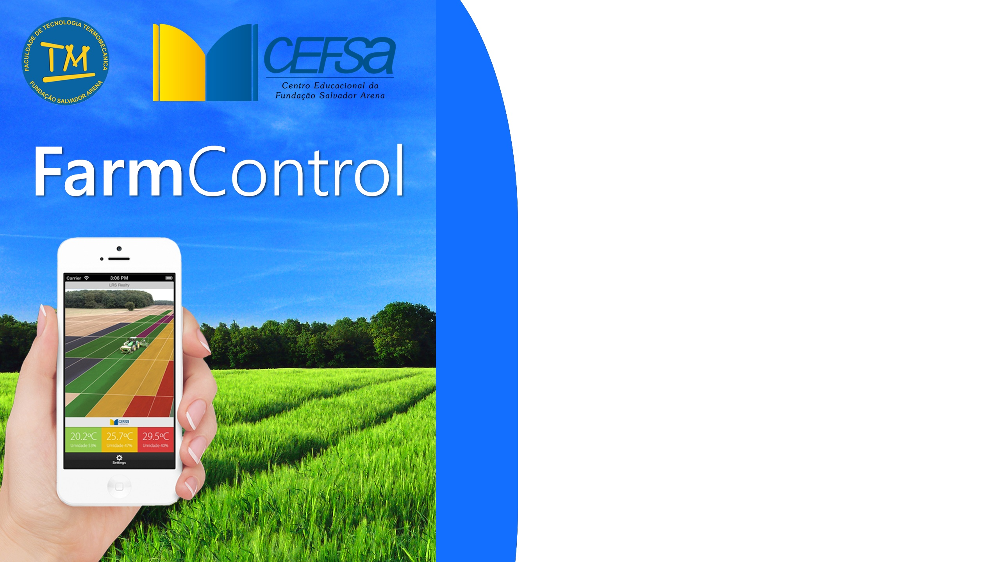 FACULDADE DE TECNOLOGIA TERMOMECANICA
TM
FUNDAÇÃO SALVADOR ARENA
CEFSA
Centro Educacional da
Fundação Salvador Arena
FarmControl
Carrier 3:06 PM
LRS Realty
CEFSA
20.2ºC 25.7ºC 29.5ºC
Umidade 53% Umidade 47% Umidade 40%
Settings